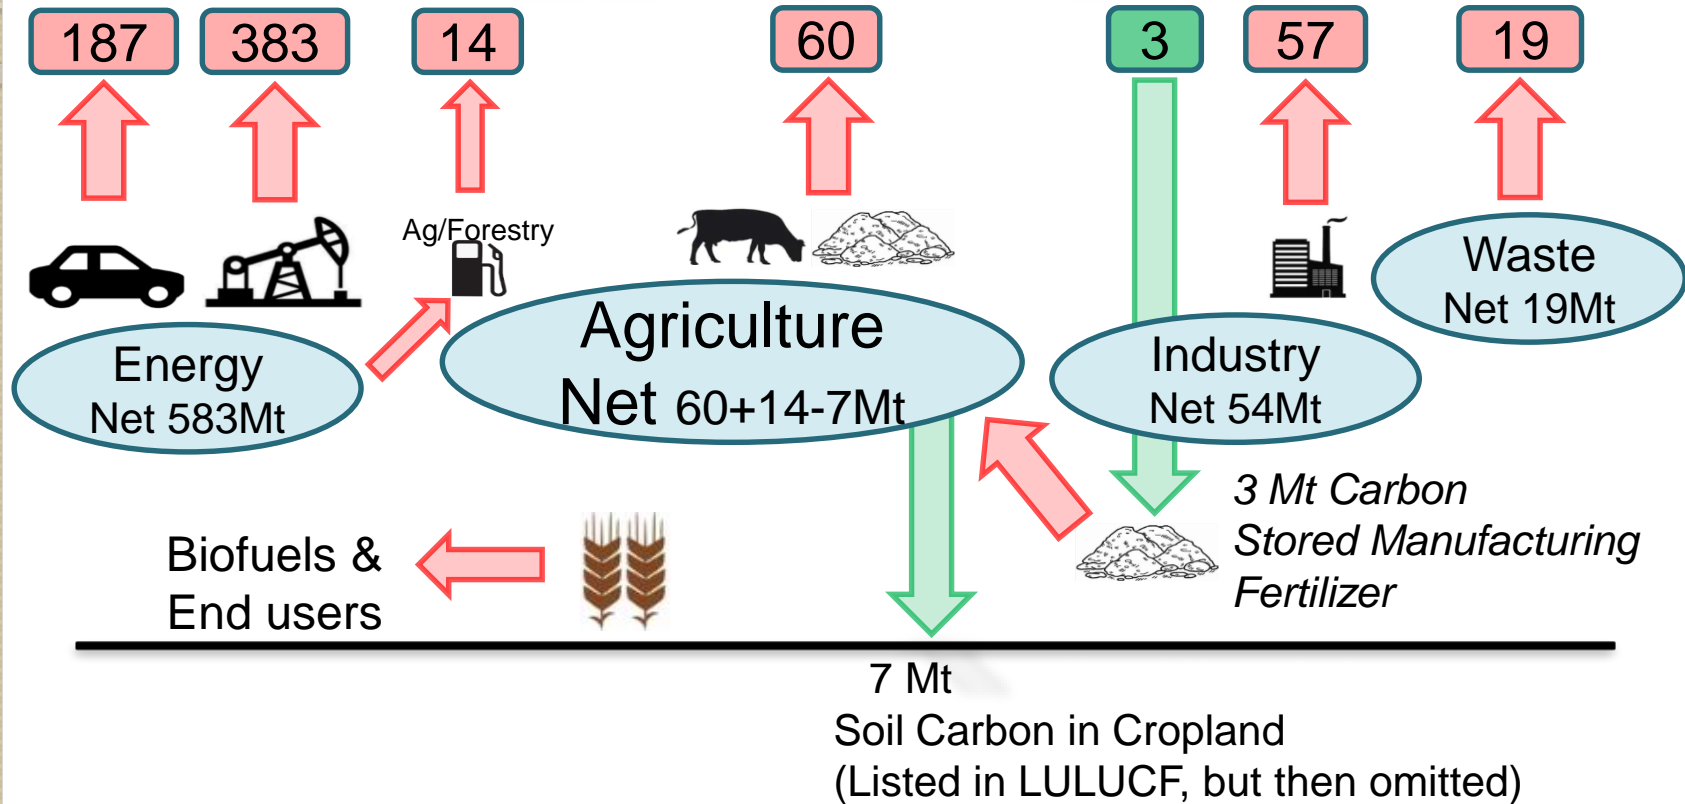 187
383
14
60
3
57
19
Ag/Forestry
Waste
Net 19Mt
Agriculture
Net 60+14-7Mt
Industry
Net 54Mt
Energy
Net 583Mt
3 Mt Carbon
Stored Manufacturing
Fertilizer
Biofuels &
End users
7 Mt
Soil Carbon in Cropland
(Listed in LULUCF, but then omitted)